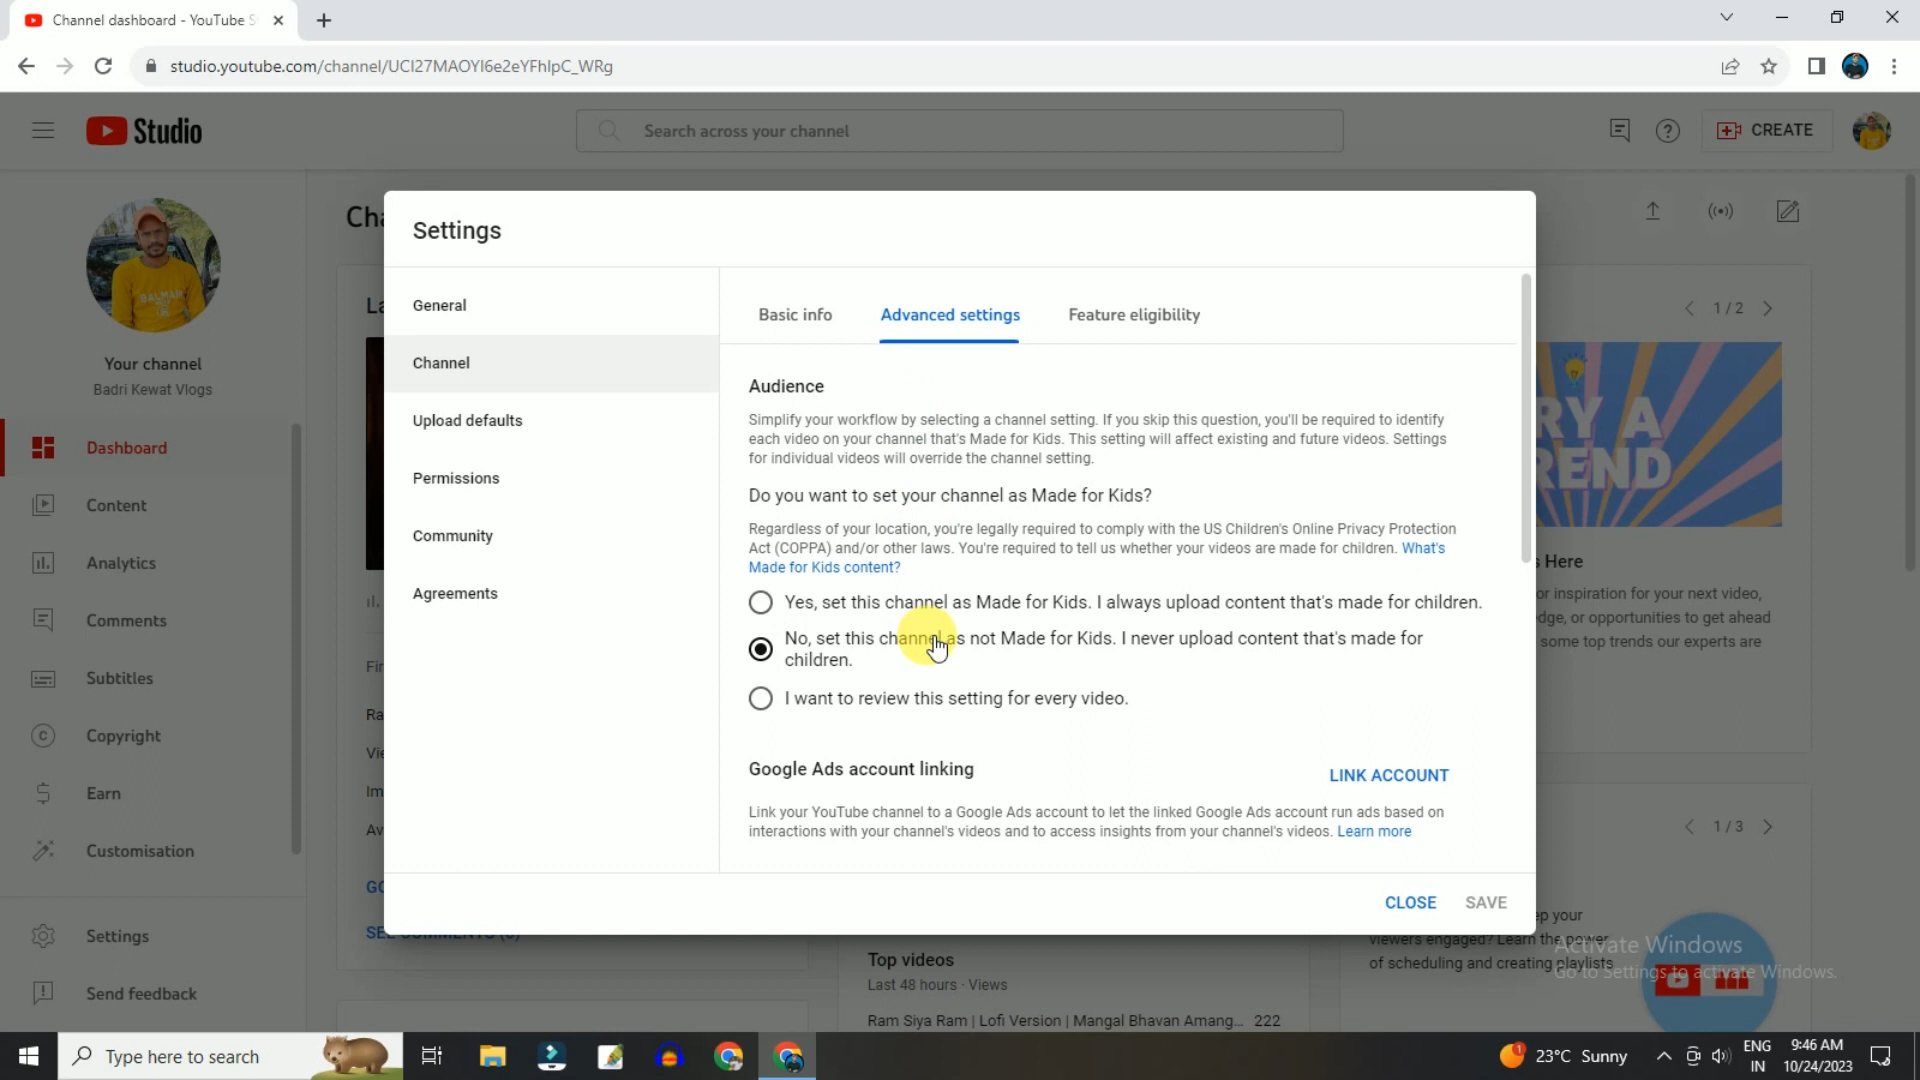 Channel dashboard - YouTube S
studio.youtube.com/channel/UCI27MAOYI6e2eYFhlpC_WRg
Studio
Search across your channel
CREATE
Your channel
Badri Kewat Vlogs
Dashboard
Content
Analytics
Comments
Subtitles
Copyright
Earn
Customisation
Settings
Send feedback
Settings
General
Channel
Upload defaults
Permissions
Community
Agreements
Basic info
Advanced settings
Feature eligibility
Audience
Simplify your workflow by selecting a channel setting. If you skip this question, you'll be required to identify
each video on your channel that's Made for Kids. This setting will affect existing and future videos. Settings
for individual videos will override the channel setting.
Do you want to set your channel as Made for Kids?
Regardless of your location, you're legally required to comply with the US Children's Online Privacy Protection
Act (COPPA) and/or other laws. You're required to tell us whether your videos are made for children. What's
Made for Kids content?
Yes, set this channel as Made for Kids. I always upload content that's made for children.
No, set this channel as not Made for Kids. I never upload content that's made for
children.
I want to review this setting for every video.
Google Ads account linking
LINK ACCOUNT
Link your YouTube channel to a Google Ads account to let the linked Google Ads account run ads based on
interactions with your channel's videos and to access insights from your channel's videos. Learn more
CLOSE
SAVE
1 / 2
RY A
REND
Here
or inspiration for your next video,
dge, or opportunities to get ahead
some top trends our experts are
1 / 3
ep your
viewers engaged? Learn the power
of scheduling and creating playlists
Activate Windows
Go to Settings to activate Windows.
Top videos
Last 48 hours · Views
Ram Siya Ram | Lofi Version | Mangal Bhavan Amang... 222
Type here to search
23°C Sunny
ENG
IN
9:46 AM
10/24/2023